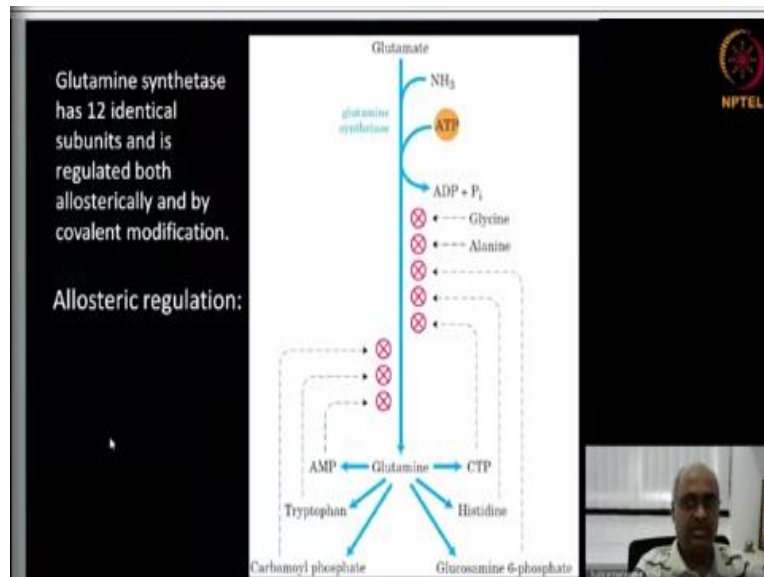 Glutamine synthetase
has 12 identical
subunits and is
regulated both
allosterically and by
covalent modification.
Allosteric regulation:
Glutamate
NH3
glutamine
synthetase
ATP
ADP + Pi
Glycine
Alanine
AMP
Glutamine
CTP
Tryptophan
Histidine
Carbamoyl phosphate
Glucosamine 6-phosphate
NPTEL